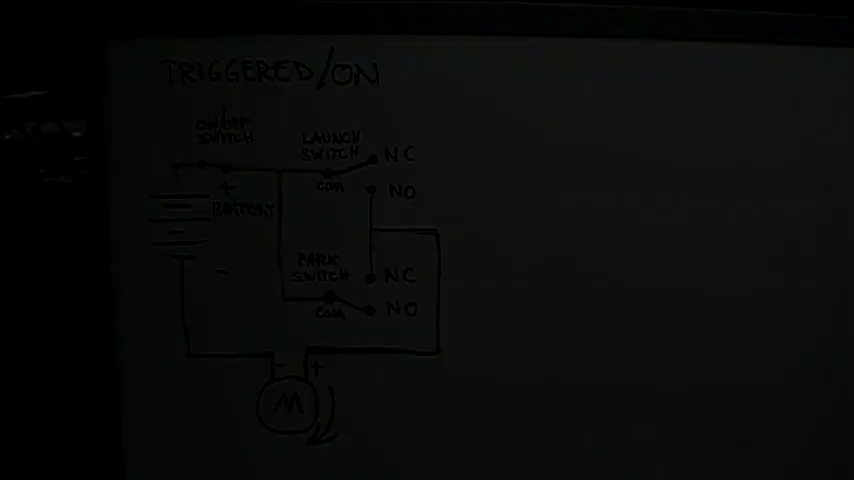 TRIGGERED/ON
ON/OFF
SWITCH
LAUNCH
SWITCH
NC
COM
+
NO
BATTERY
-
PARK
SWITCH
NC
NO
COM
- +
M